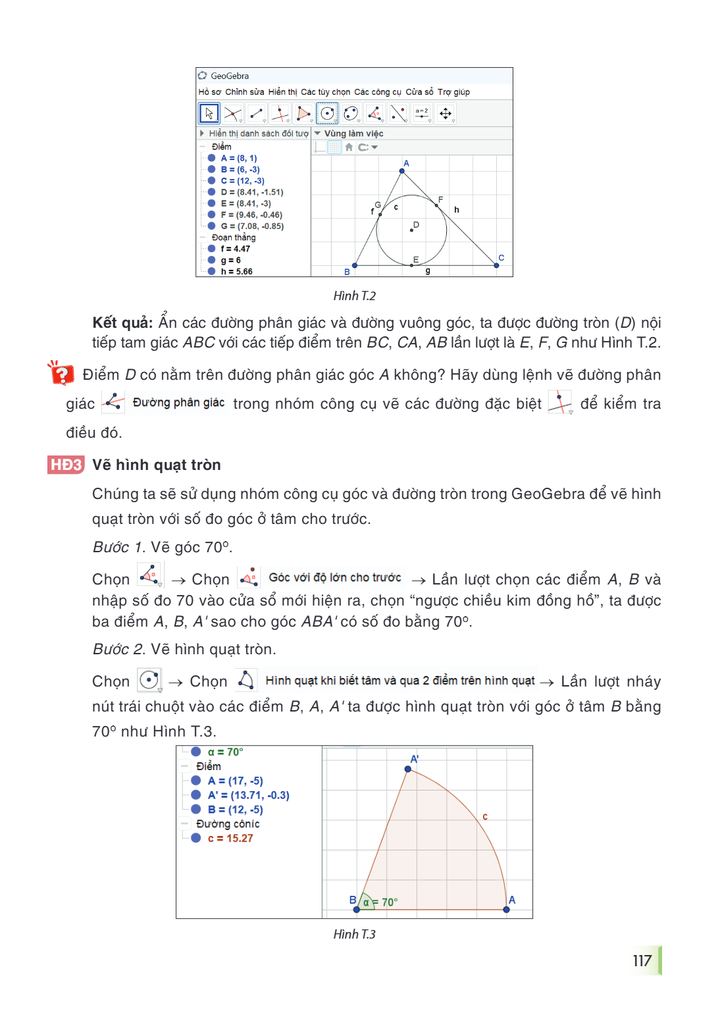 GeoGebra
Hồ sơ Chỉnh sửa Hiển thị Các tùy chọn Các công cụ Cửa sổ Trợ giúp
a=2
Hiển thị danh sách đối tượ
Vùng làm việc
Điểm
A = (8, 1)
B = (6, -3)
C = (12, -3)
D = (8.41, -1.51)
E = (8.41, -3)
F = (9.46, -0.46)
G = (7.08, -0.85)
Đoạn thẳng
f = 4.47
g = 6
h = 5.66
A
G
c
F
h
f
D
E
C
B
g
Hình T.2
Kết quả: Ẩn các đường phân giác và đường vuông góc, ta được đường tròn (D) nội
tiếp tam giác ABC với các tiếp điểm trên BC, CA, AB lần lượt là E, F, G như Hình T.2.
? Điểm D có nằm trên đường phân giác góc A không? Hãy dùng lệnh vẽ đường phân
giác Đường phân giác trong nhóm công cụ vẽ các đường đặc biệt để kiểm tra
điều đó.
HĐ3 Vẽ hình quạt tròn
Chúng ta sẽ sử dụng nhóm công cụ góc và đường tròn trong GeoGebra để vẽ hình
quạt tròn với số đo góc ở tâm cho trước.
Bước 1. Vẽ góc 70º.
Chọn → Chọn Góc với độ lớn cho trước → Lần lượt chọn các điểm A, B và
nhập số đo 70 vào cửa sổ mới hiện ra, chọn “ngược chiều kim đồng hồ”, ta được
ba điểm A, B, A' sao cho góc ABA' có số đo bằng 70º.
Bước 2. Vẽ hình quạt tròn.
Chọn → Chọn Hình quạt khi biết tâm và qua 2 điểm trên hình quạt → Lần lượt nháy
nút trái chuột vào các điểm B, A, A' ta được hình quạt tròn với góc ở tâm B bằng
70º như Hình T.3.
α = 70°
Điểm
A = (17, -5)
A' = (13.71, -0.3)
B = (12, -5)
Đường cônic
c = 15.27
A'
c
B
α = 70°
A
Hình T.3
117